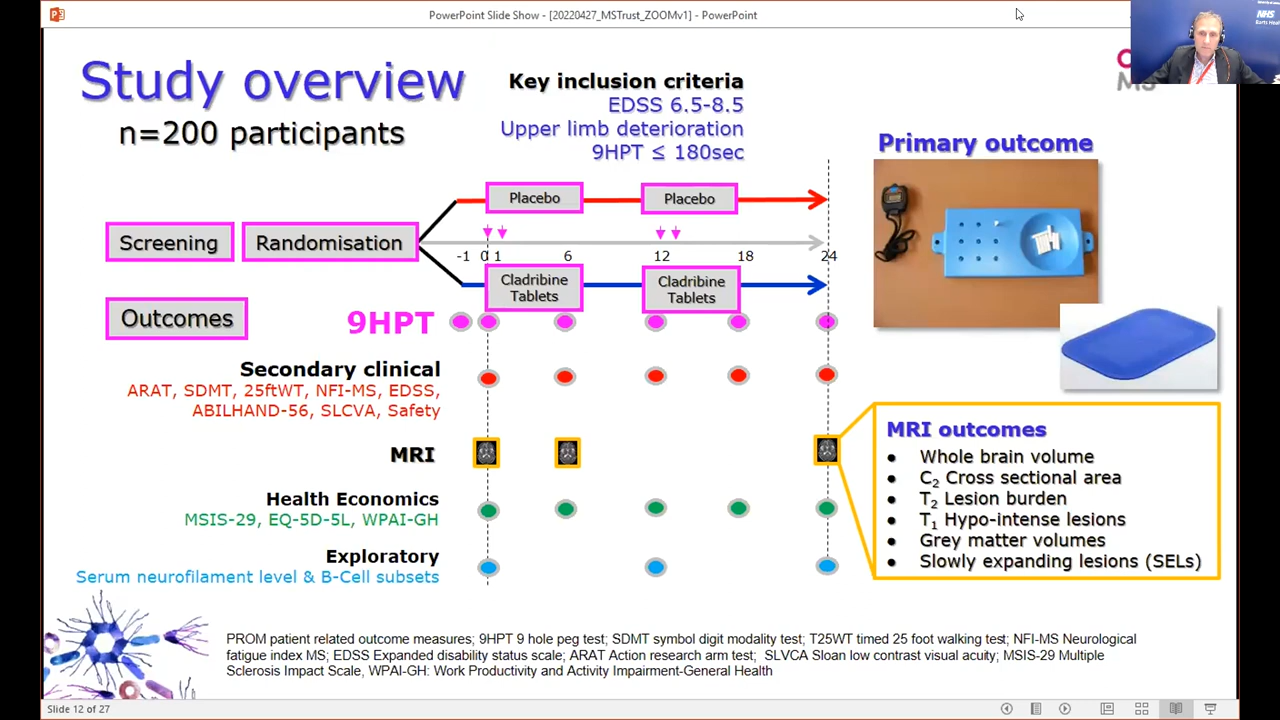 PowerPoint Slide Show - [20220427_MSTrust_ZOOMv1] - PowerPoint
NHS
Study overview
n=200 participants
Key inclusion criteria
EDSS 6.5-8.5
Upper limb deterioration
9HPT ≤ 180sec
MS
Primary outcome
Placebo
Placebo
Screening
Randomisation
-1 0 1 6 12 18 24
Cladribine
Tablets
Cladribine
Tablets
Outcomes
9HPT
Secondary clinical
ARAT, SDMT, 25ftWT, NFI-MS, EDSS,
ABILHAND-56, SLCVA, Safety
MRI
MRI outcomes
● Whole brain volume
● C₂ Cross sectional area
● T₂ Lesion burden
● T₁ Hypo-intense lesions
● Grey matter volumes
● Slowly expanding lesions (SELs)
Health Economics
MSIS-29, EQ-5D-5L, WPAI-GH
Exploratory
Serum neurofilament level & B-Cell subsets
PROM patient related outcome measures; 9HPT 9 hole peg test; SDMT symbol digit modality test; T25WT timed 25 foot walking test; NFI-MS Neurological
fatigue index MS; EDSS Expanded disability status scale; ARAT Action research arm test; SLVCA Sloan low contrast visual acuity; MSIS-29 Multiple
Sclerosis Impact Scale, WPAI-GH: Work Productivity and Activity Impairment-General Health
Slide 12 of 27